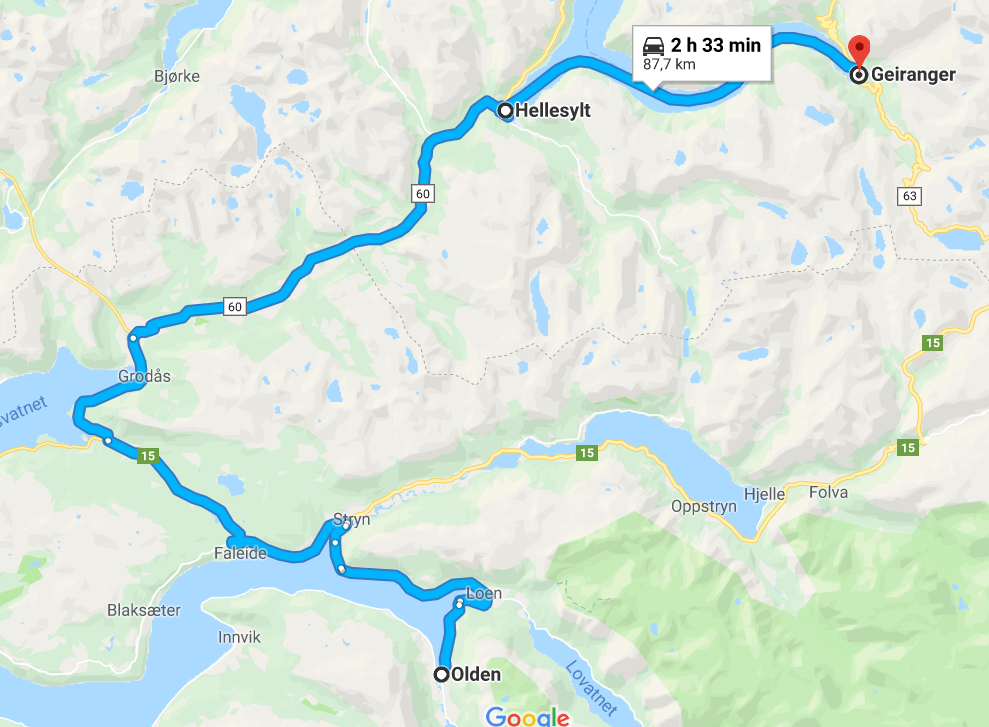 2 h 33 min
87,7 km
Geiranger
Bjørke
Hellesylt
60
63
60
15
Grodås
svatnet
15
15
15
Hjelle
Folva
Oppstryn
Stryn
Faleide
Loen
Blaksæter
Innvik
Olden
Lovatnet
Google